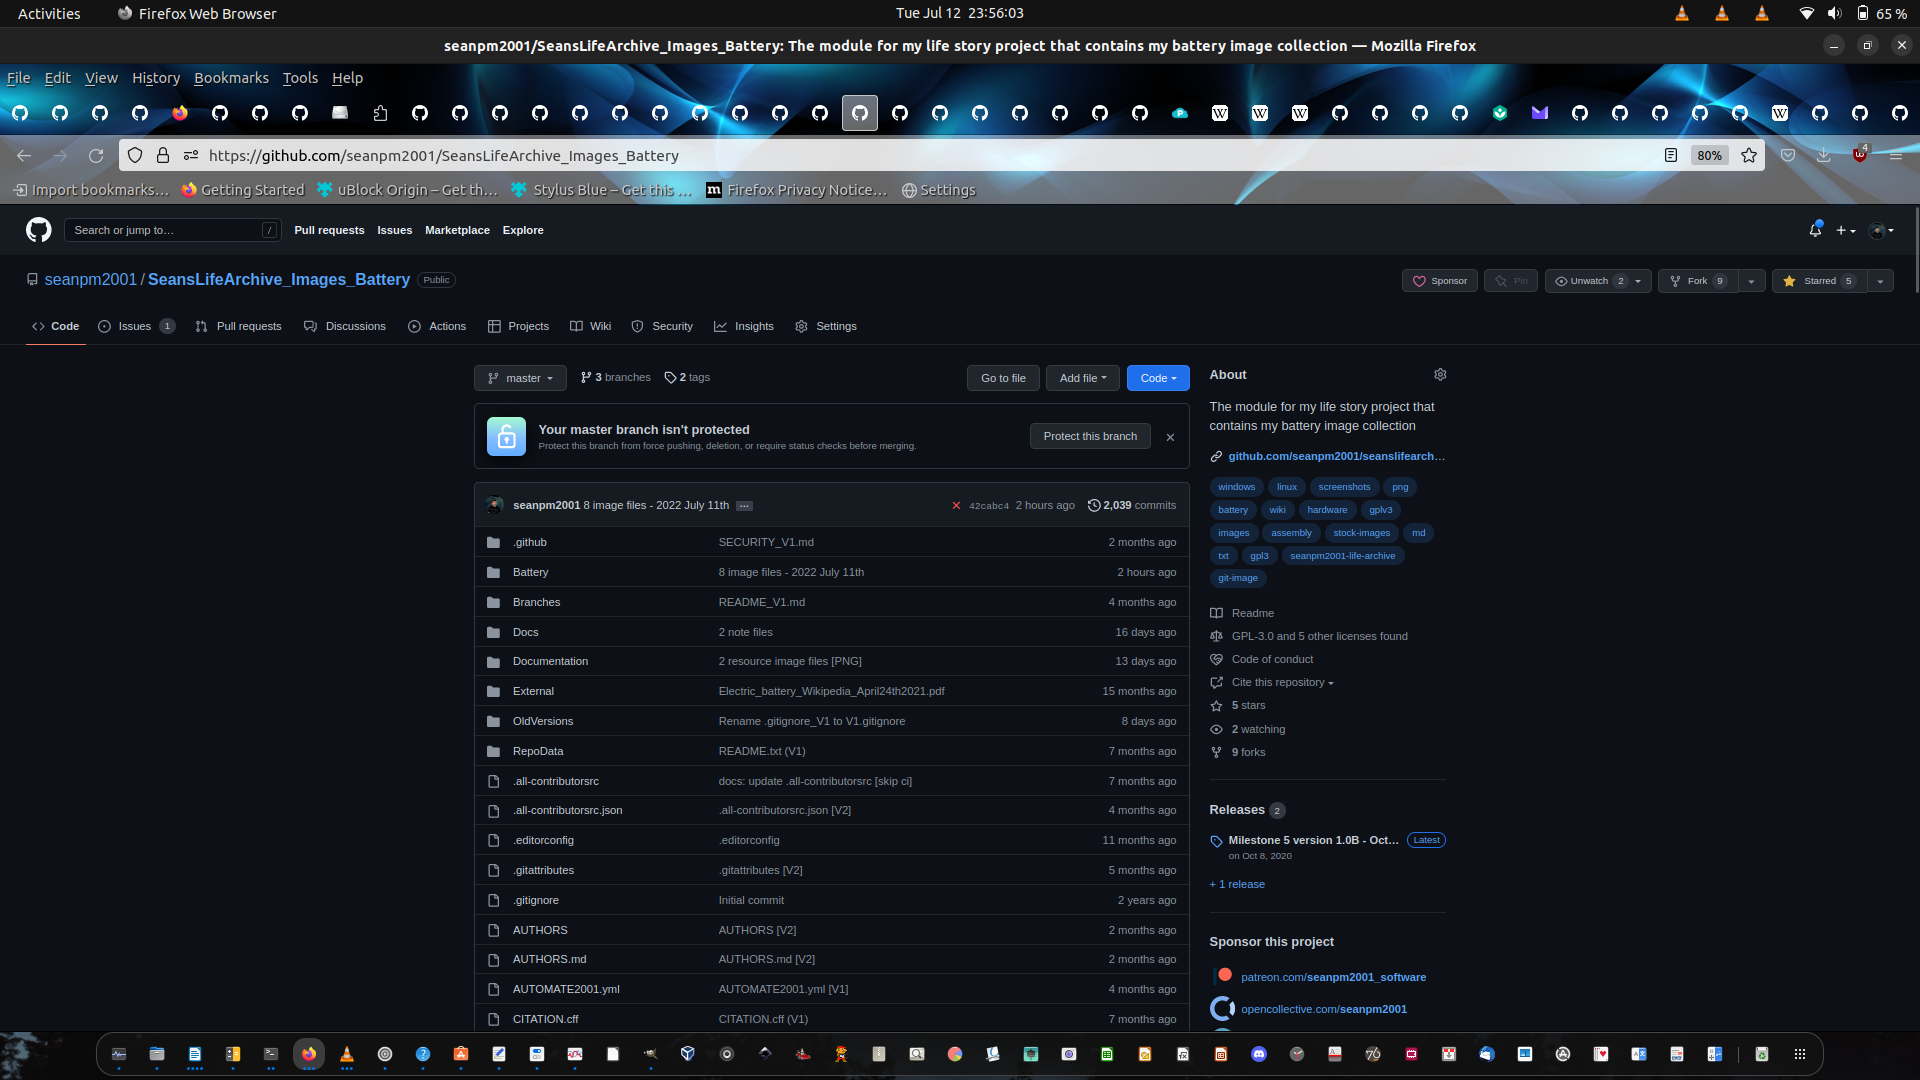 Activities Firefox Web Browser Tue Jul 12 23:56:03 65 %
seanpm2001/SeansLifeArchive_Images_Battery: The module for my life story project that contains my battery image collection — Mozilla Firefox
File Edit View History Bookmarks Tools Help
https://github.com/seanpm2001/SeansLifeArchive_Images_Battery 80% 4
Import bookmarks… Getting Started uBlock Origin – Get th… Stylus Blue – Get this … Firefox Privacy Notice… Settings
Search or jump to… / Pull requests Issues Marketplace Explore
seanpm2001 / SeansLifeArchive_Images_Battery Public Sponsor Pin Unwatch 2 Fork 9 Starred 5
Code Issues 1 Pull requests Discussions Actions Projects Wiki Security Insights Settings
master 3 branches 2 tags Go to file Add file Code
Your master branch isn't protected
Protect this branch from force pushing, deletion, or require status checks before merging.
Protect this branch
seanpm2001 8 image files - 2022 July 11th … 42cabc4 2 hours ago 2,039 commits
.github SECURITY_V1.md 2 months ago
Battery 8 image files - 2022 July 11th 2 hours ago
Branches README_V1.md 4 months ago
Docs 2 note files 16 days ago
Documentation 2 resource image files [PNG] 13 days ago
External Electric_battery_Wikipedia_April24th2021.pdf 15 months ago
OldVersions Rename .gitignore_V1 to V1.gitignore 8 days ago
RepoData README.txt (V1) 7 months ago
.all-contributorsrc docs: update .all-contributorsrc [skip ci] 7 months ago
.all-contributorsrc.json .all-contributorsrc.json [V2] 4 months ago
.editorconfig .editorconfig 11 months ago
.gitattributes .gitattributes [V2] 5 months ago
.gitignore Initial commit 2 years ago
AUTHORS AUTHORS [V2] 2 months ago
AUTHORS.md AUTHORS.md [V2] 2 months ago
AUTOMATE2001.yml AUTOMATE2001.yml [V1] 4 months ago
CITATION.cff CITATION.cff (V1) 7 months ago
About
The module for my life story project that
contains my battery image collection
github.com/seanpm2001/seanslifearch…
windows linux screenshots png
battery wiki hardware gplv3
images assembly stock-images md
txt gpl3 seanpm2001-life-archive
git-image
Readme
GPL-3.0 and 5 other licenses found
Code of conduct
Cite this repository
5 stars
2 watching
9 forks
Releases 2
Milestone 5 version 1.0B - Oct… Latest
on Oct 8, 2020
+ 1 release
Sponsor this project
patreon.com/seanpm2001_software
opencollective.com/seanpm2001